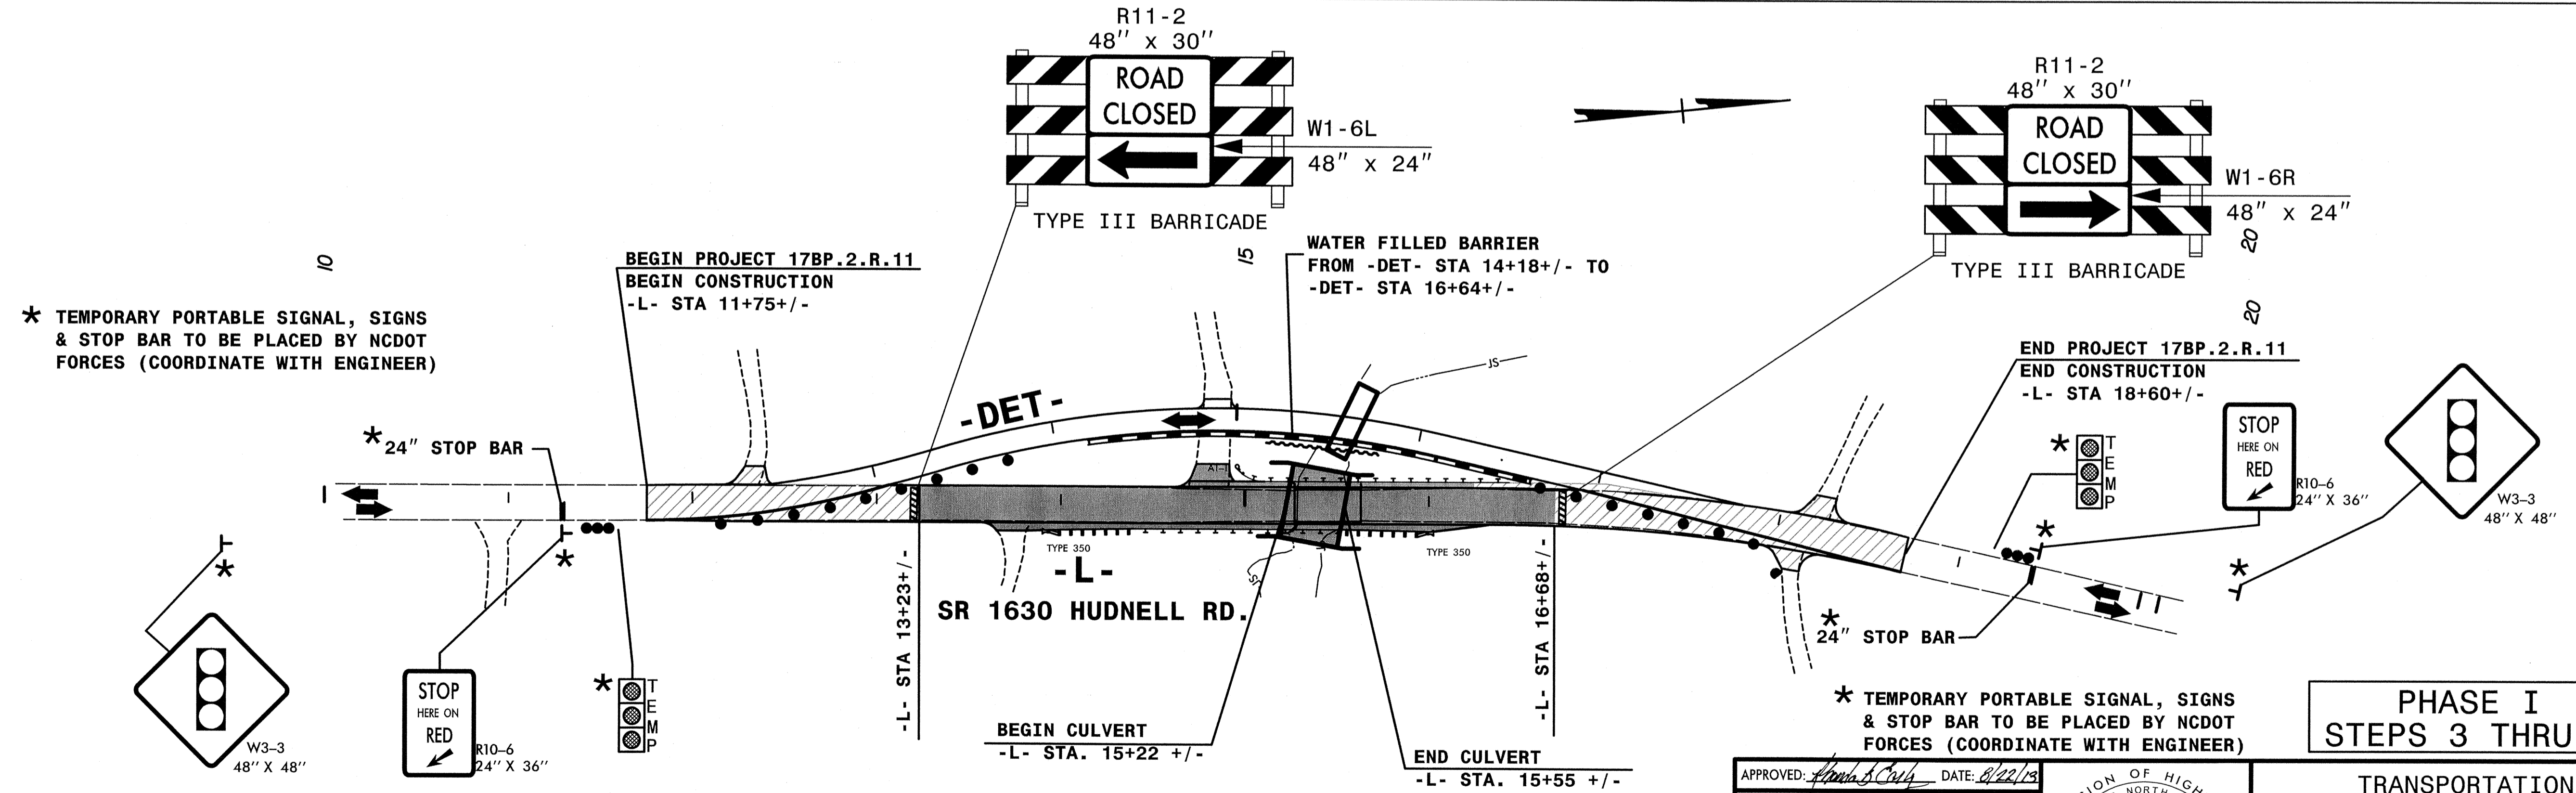 R11-2
48" x 30"
ROAD
CLOSED
W1-6L
48" x 24"
TYPE III BARRICADE
R11-2
48" x 30"
ROAD
CLOSED
W1-6R
48" x 24"
TYPE III BARRICADE
10
15
20
20
BEGIN PROJECT 17BP.2.R.11
BEGIN CONSTRUCTION
-L- STA 11+75+/-
WATER FILLED BARRIER
FROM -DET- STA 14+18+/- TO
-DET- STA 16+64+/-
* TEMPORARY PORTABLE SIGNAL, SIGNS
& STOP BAR TO BE PLACED BY NCDOT
FORCES (COORDINATE WITH ENGINEER)
END PROJECT 17BP.2.R.11
END CONSTRUCTION
-L- STA 18+60+/-
JS
-DET-
*
24" STOP BAR
*
TEMP
STOP
HERE ON
RED
R10-6
24" X 36"
W3-3
48" X 48"
*
*
*
*
TYPE 350
TYPE 350
-L-
JS
SR 1630 HUDNELL RD.
-L- STA 13+23+/-
-L- STA 16+68+/-
*
24" STOP BAR
W3-3
48" X 48"
STOP
HERE ON
RED
R10-6
24" X 36"
*
TEMP
BEGIN CULVERT
-L- STA. 15+22 +/-
END CULVERT
-L- STA. 15+55 +/-
* TEMPORARY PORTABLE SIGNAL, SIGNS
& STOP BAR TO BE PLACED BY NCDOT
FORCES (COORDINATE WITH ENGINEER)
PHASE I
STEPS 3 THRU
APPROVED:
DATE: 8/22/13
OF HIGH
NORTH
TRANSPORTATION